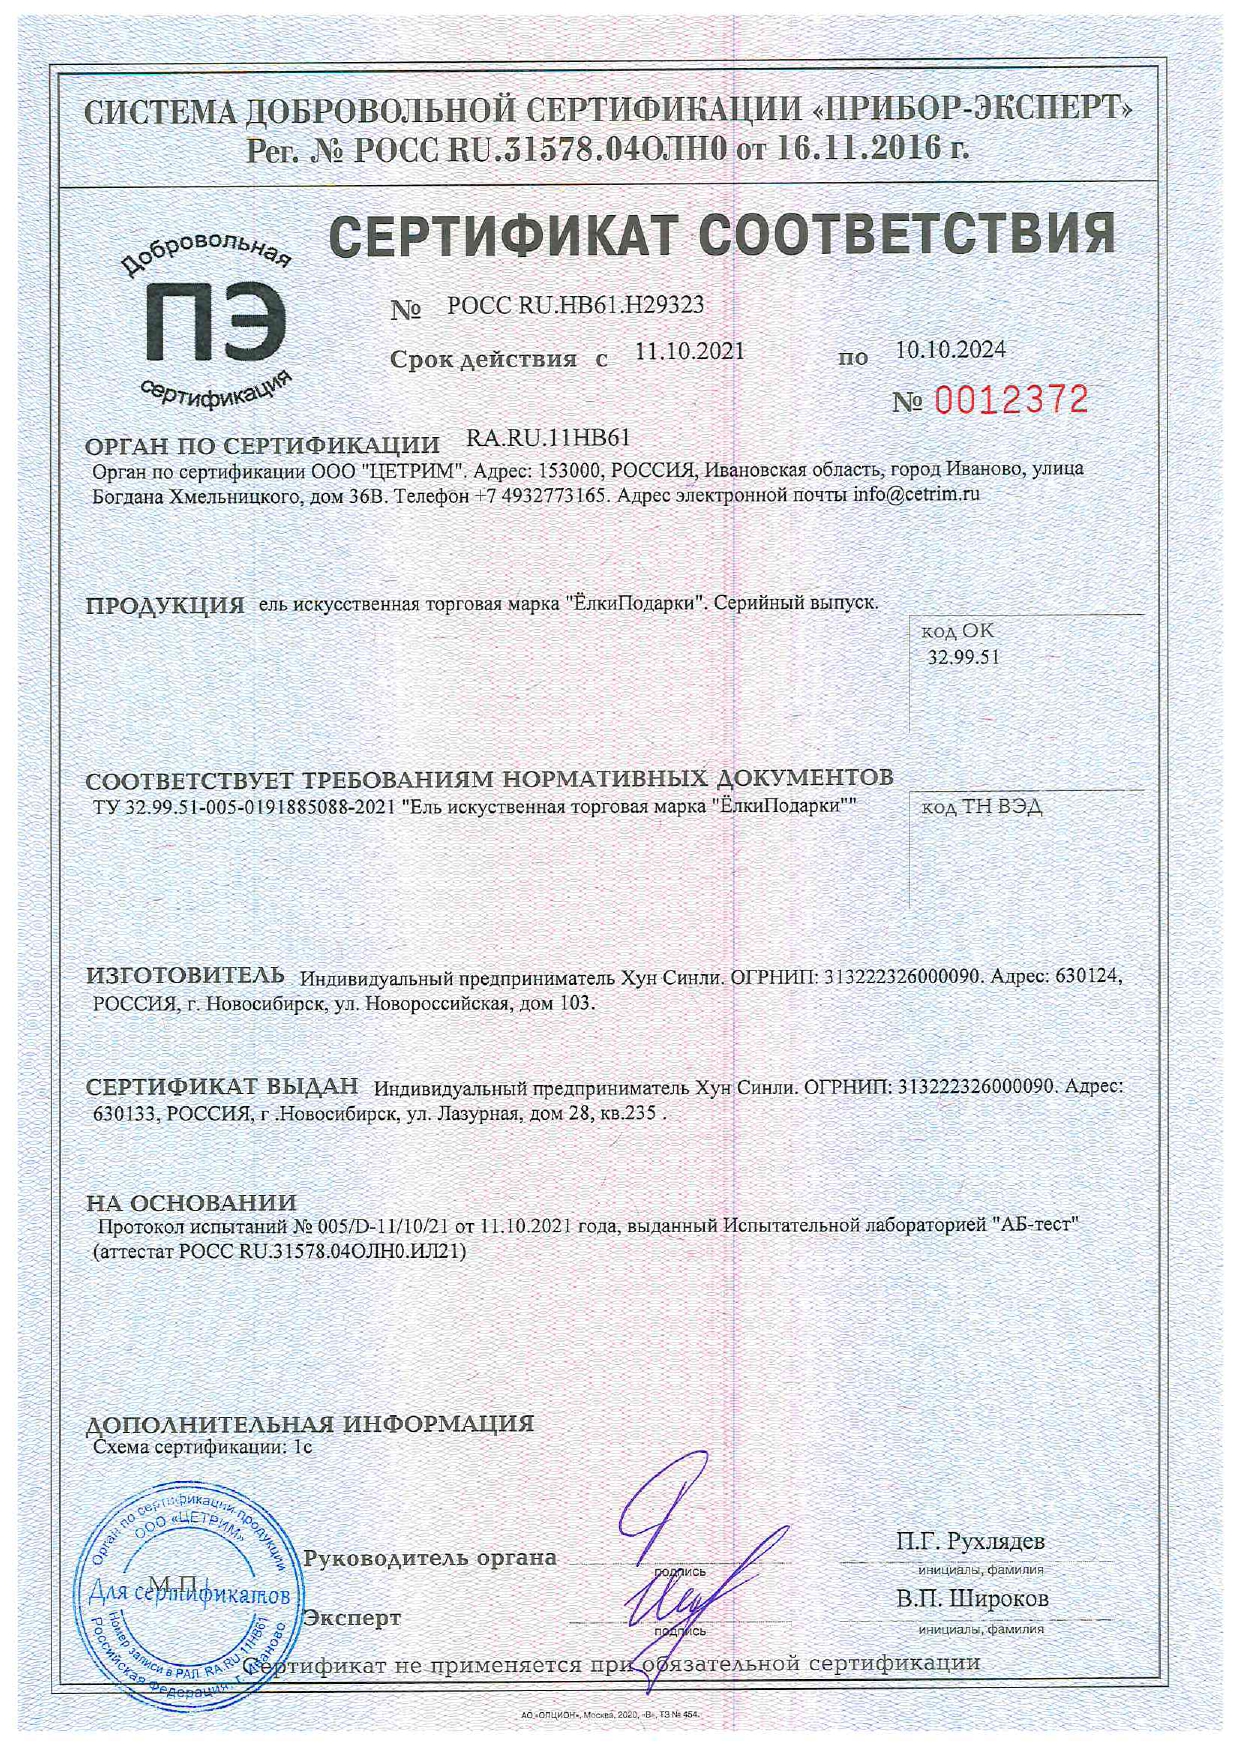 СИСТЕМА ДОБРОВОЛЬНОЙ СЕРТИФИКАЦИИ «ПРИБОР-ЭКСПЕРТ»
Рег. № РОСС RU.31578.04ОЛН0 от 16.11.2016 г.
Добровольная
ПЭ
сертификация
СЕРТИФИКАТ СООТВЕТСТВИЯ
№ РОСС RU.НВ61.Н29323
Срок действия с 11.10.2021 по 10.10.2024
№ 0012372
ОРГАН ПО СЕРТИФИКАЦИИ RA.RU.11НВ61
Орган по сертификации ООО "ЦЕТРИМ". Адрес: 153000, РОССИЯ, Ивановская область, город Иваново, улица
Богдана Хмельницкого, дом 36В. Телефон +7 4932773165. Адрес электронной почты info@cetrim.ru
ПРОДУКЦИЯ ель искусственная торговая марка "ЁлкиПодарки". Серийный выпуск.
код ОК
32.99.51
СООТВЕТСТВУЕТ ТРЕБОВАНИЯМ НОРМАТИВНЫХ ДОКУМЕНТОВ
ТУ 32.99.51-005-0191885088-2021 "Ель искуственная торговая марка "ЁлкиПодарки""
код ТН ВЭД
ИЗГОТОВИТЕЛЬ Индивидуальный предприниматель Хун Синли. ОГРНИП: 313222326000090. Адрес: 630124,
РОССИЯ, г. Новосибирск, ул. Новороссийская, дом 103.
СЕРТИФИКАТ ВЫДАН Индивидуальный предприниматель Хун Синли. ОГРНИП: 313222326000090. Адрес:
630133, РОССИЯ, г .Новосибирск, ул. Лазурная, дом 28, кв.235 .
НА ОСНОВАНИИ
Протокол испытаний № 005/D-11/10/21 от 11.10.2021 года, выданный Испытательной лабораторией "АБ-тест"
(аттестат РОСС RU.31578.04ОЛН0.ИЛ21)
ДОПОЛНИТЕЛЬНАЯ ИНФОРМАЦИЯ
Схема сертификации: 1с
Орган по сертификации продукции
ООО «ЦЕТРИМ»
М.П.
Для сертификатов
Номер записи в РАЛ RA.RU.11НВ61
Российская Федерация, г. Иваново
Руководитель органа
подпись
П.Г. Рухлядев
инициалы, фамилия
Эксперт
подпись
В.П. Широков
инициалы, фамилия
Сертификат не применяется при обязательной сертификации
АО «ОПЦИОН», Москва, 2020, «В», ТЗ № 454.